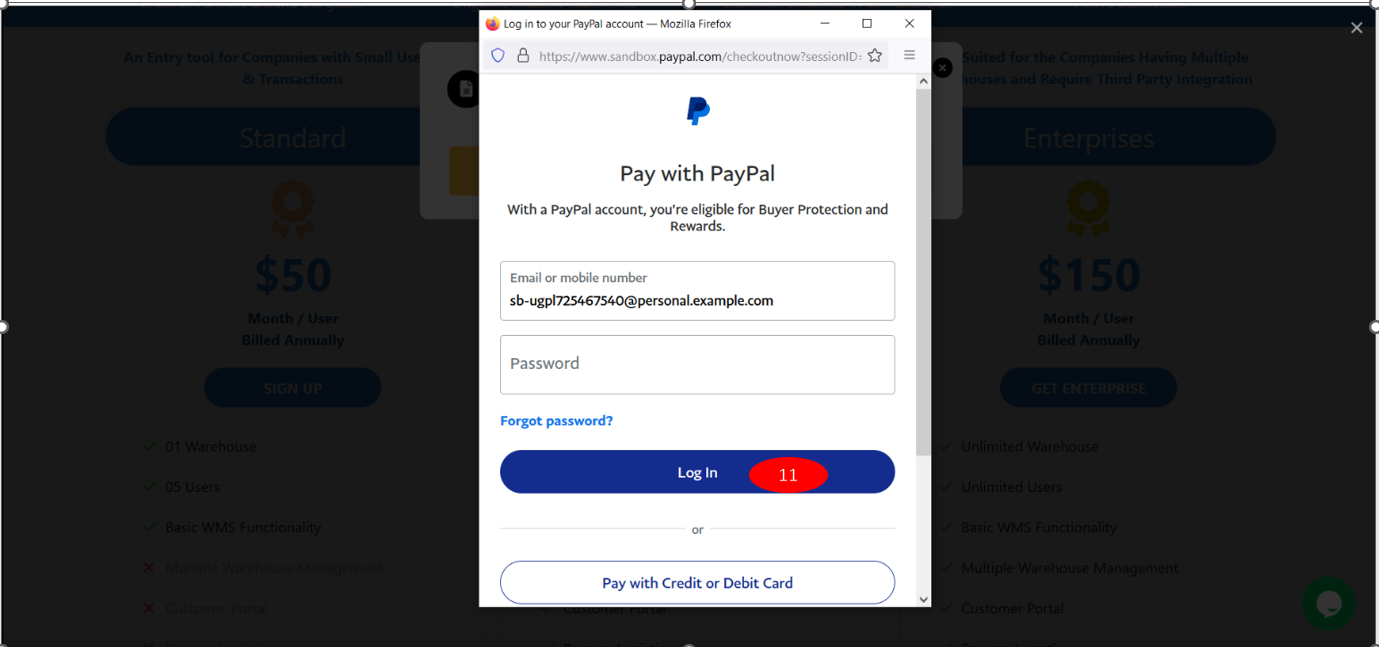 Log in to your PayPal account — Mozilla Firefox
https://www.sandbox.paypal.com/checkoutnow?sessionID=
An Entry tool for Companies with Small Use
& Transactions
Standard
$50
Month / User
Billed Annually
SIGN UP
01 Warehouse
05 Users
Basic WMS Functionality
Multiple Warehouse Management
Customer Portal
Pay with PayPal
With a PayPal account, you're eligible for Buyer Protection and
Rewards.
Email or mobile number
sb-ugpl725467540@personal.example.com
Password
Forgot password?
Log In
11
or
Pay with Credit or Debit Card
Customer Portal
Suited for the Companies Having Multiple
houses and Require Third Party Integration
Enterprises
$150
Month / User
Billed Annually
GET ENTERPRISE
Unlimited Warehouse
Unlimited Users
Basic WMS Functionality
Multiple Warehouse Management
Customer Portal